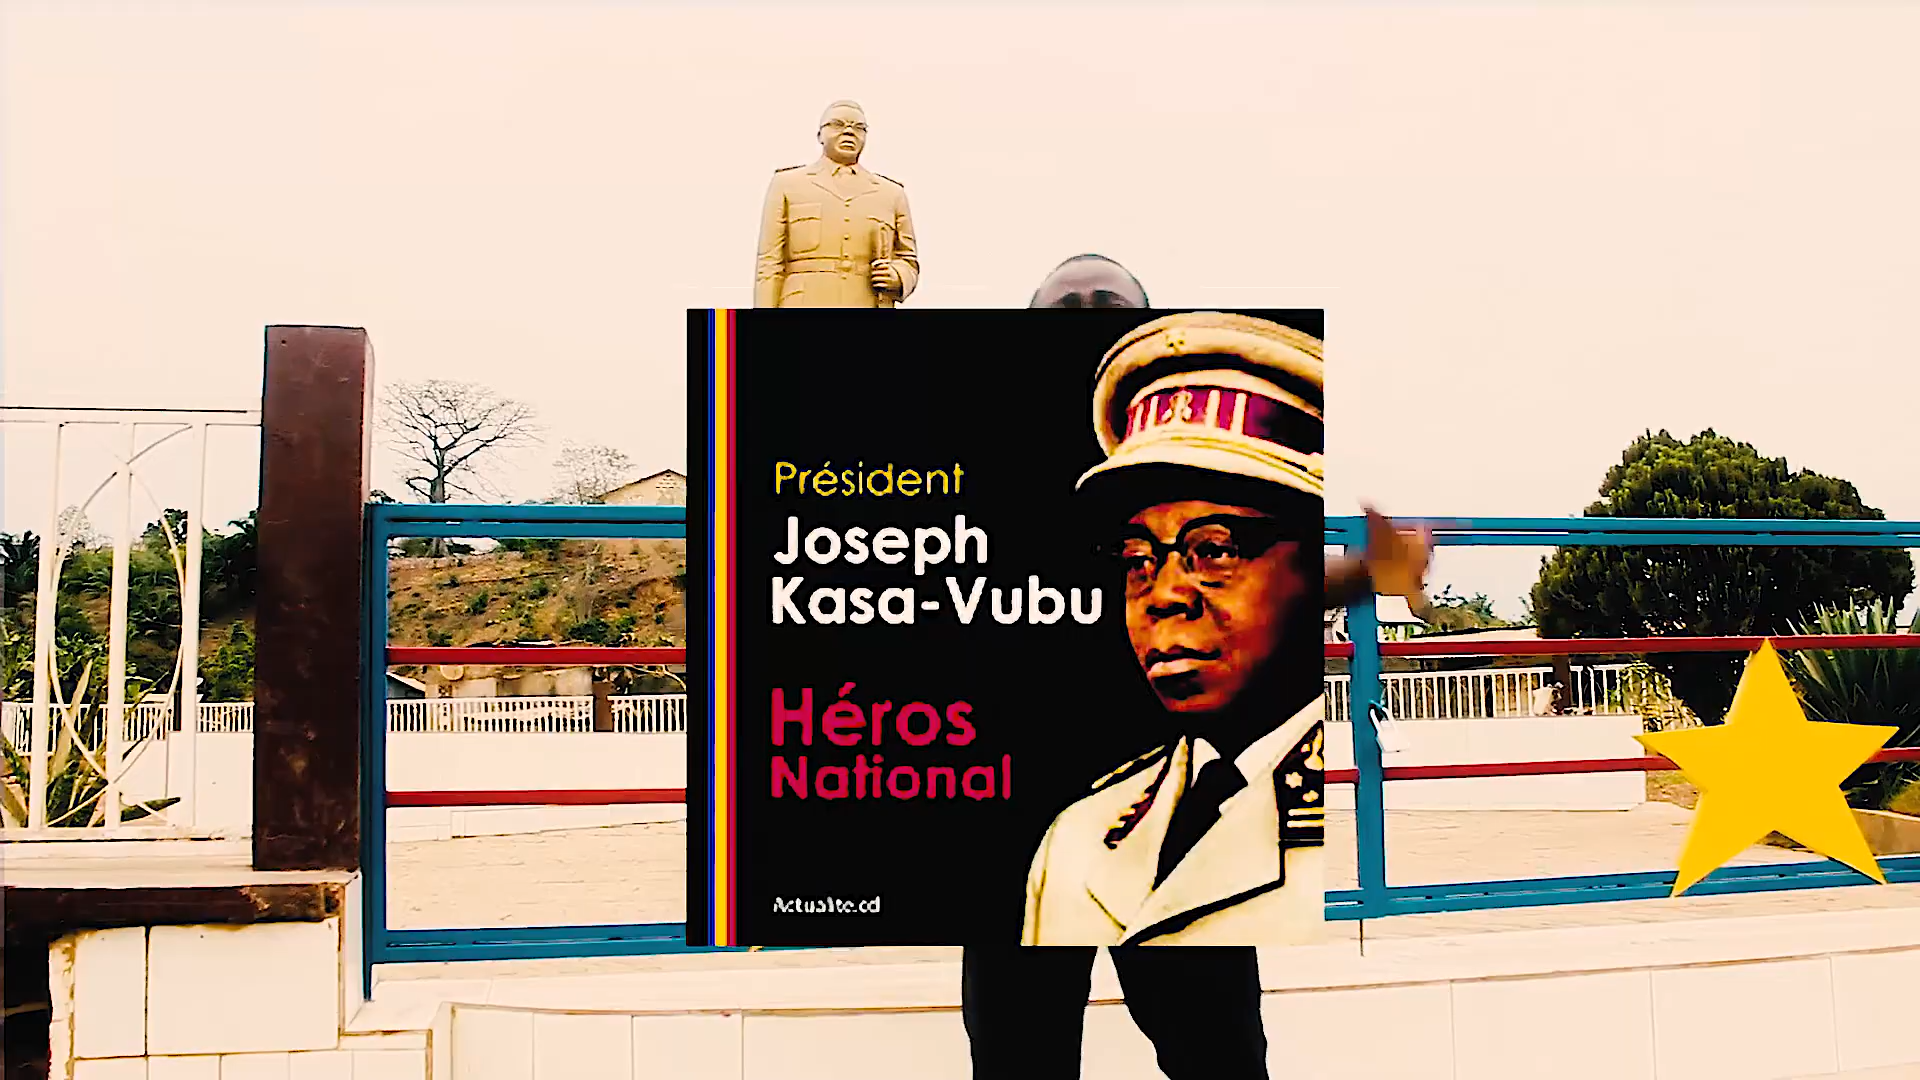 Président
Joseph
Kasa-Vubu
Héros
National
Actualite.cd